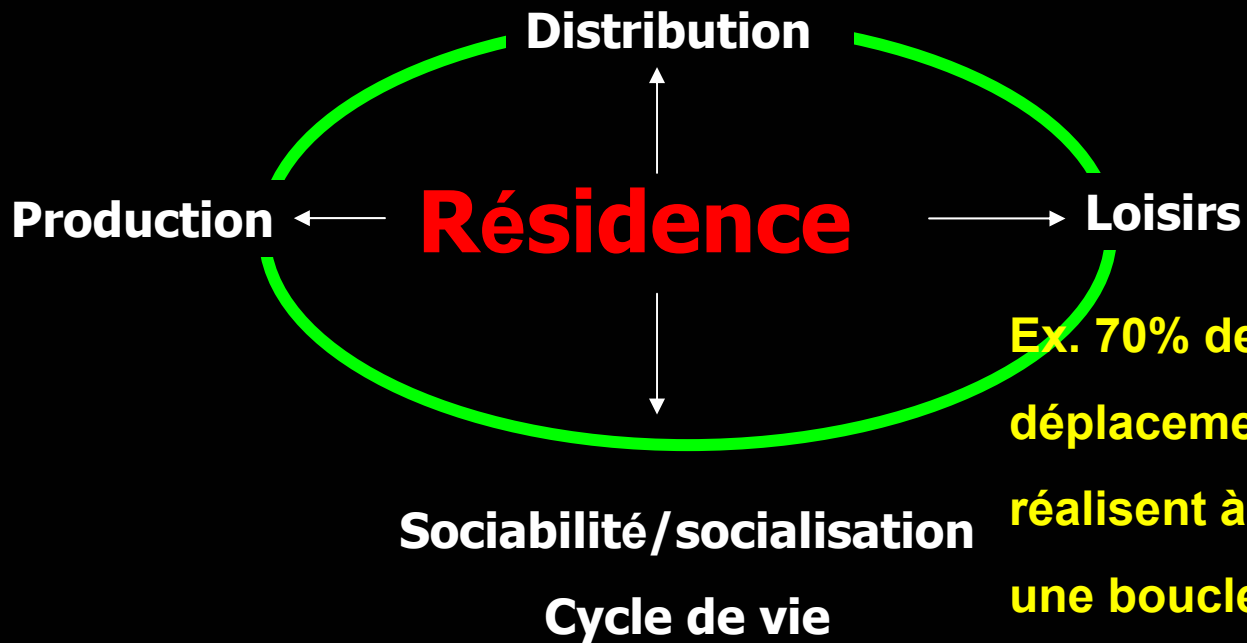 Distribution
Production
Résidence
Loisirs
Ex. 70% de
déplaceme
réalisent à
une boucle
Sociabilité/socialisation
Cycle de vie